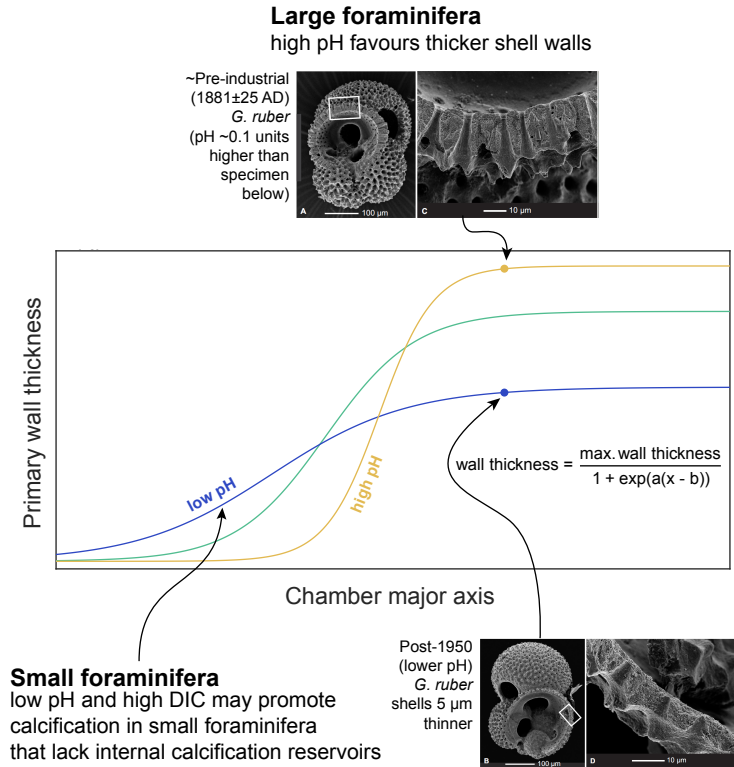 Large foraminifera
high pH favours thicker shell walls
~Pre-industrial
(1881±25 AD)
G. ruber
(pH ~0.1 units
higher than
specimen
below)
A
100 µm
C
10 µm
Primary wall thickness
low pH
high pH
wall thickness = max. wall thickness
1 + exp(a(x - b))
Chamber major axis
Small foraminifera
low pH and high DIC may promote
calcification in small foraminifera
that lack internal calcification reservoirs
Post-1950
(lower pH)
G. ruber
shells 5 µm
thinner
B
100 µm
D
10 µm